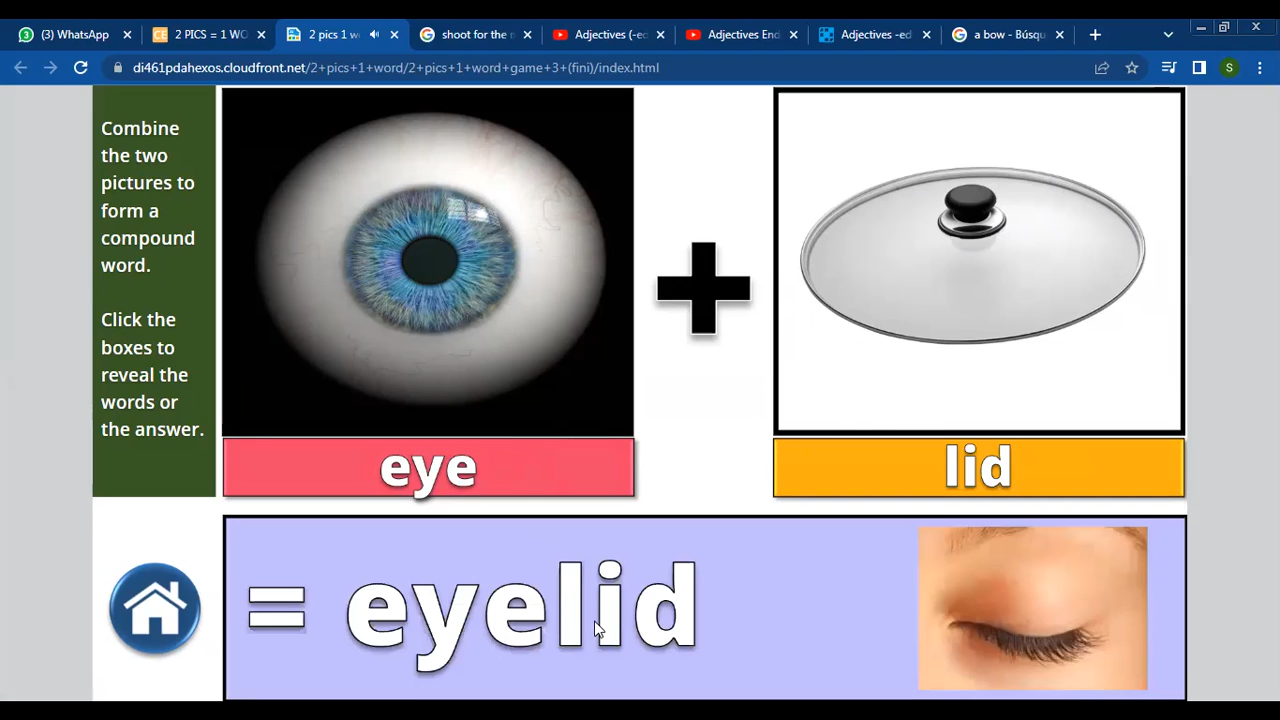 (3) WhatsApp
2 PICS = 1 WO
2 pics 1 w
shoot for the m
Adjectives (-e
Adjectives End
Adjectives -ed
a bow - Búsqu
S
di461pdahexos.cloudfront.net/2+pics+1+word/2+pics+1+word+game+3+(fini)/index.html
Combine
the two
pictures to
form a
compound
word.
Click the
boxes to
reveal the
words or
the answer.
+
eye
lid
= eyelid